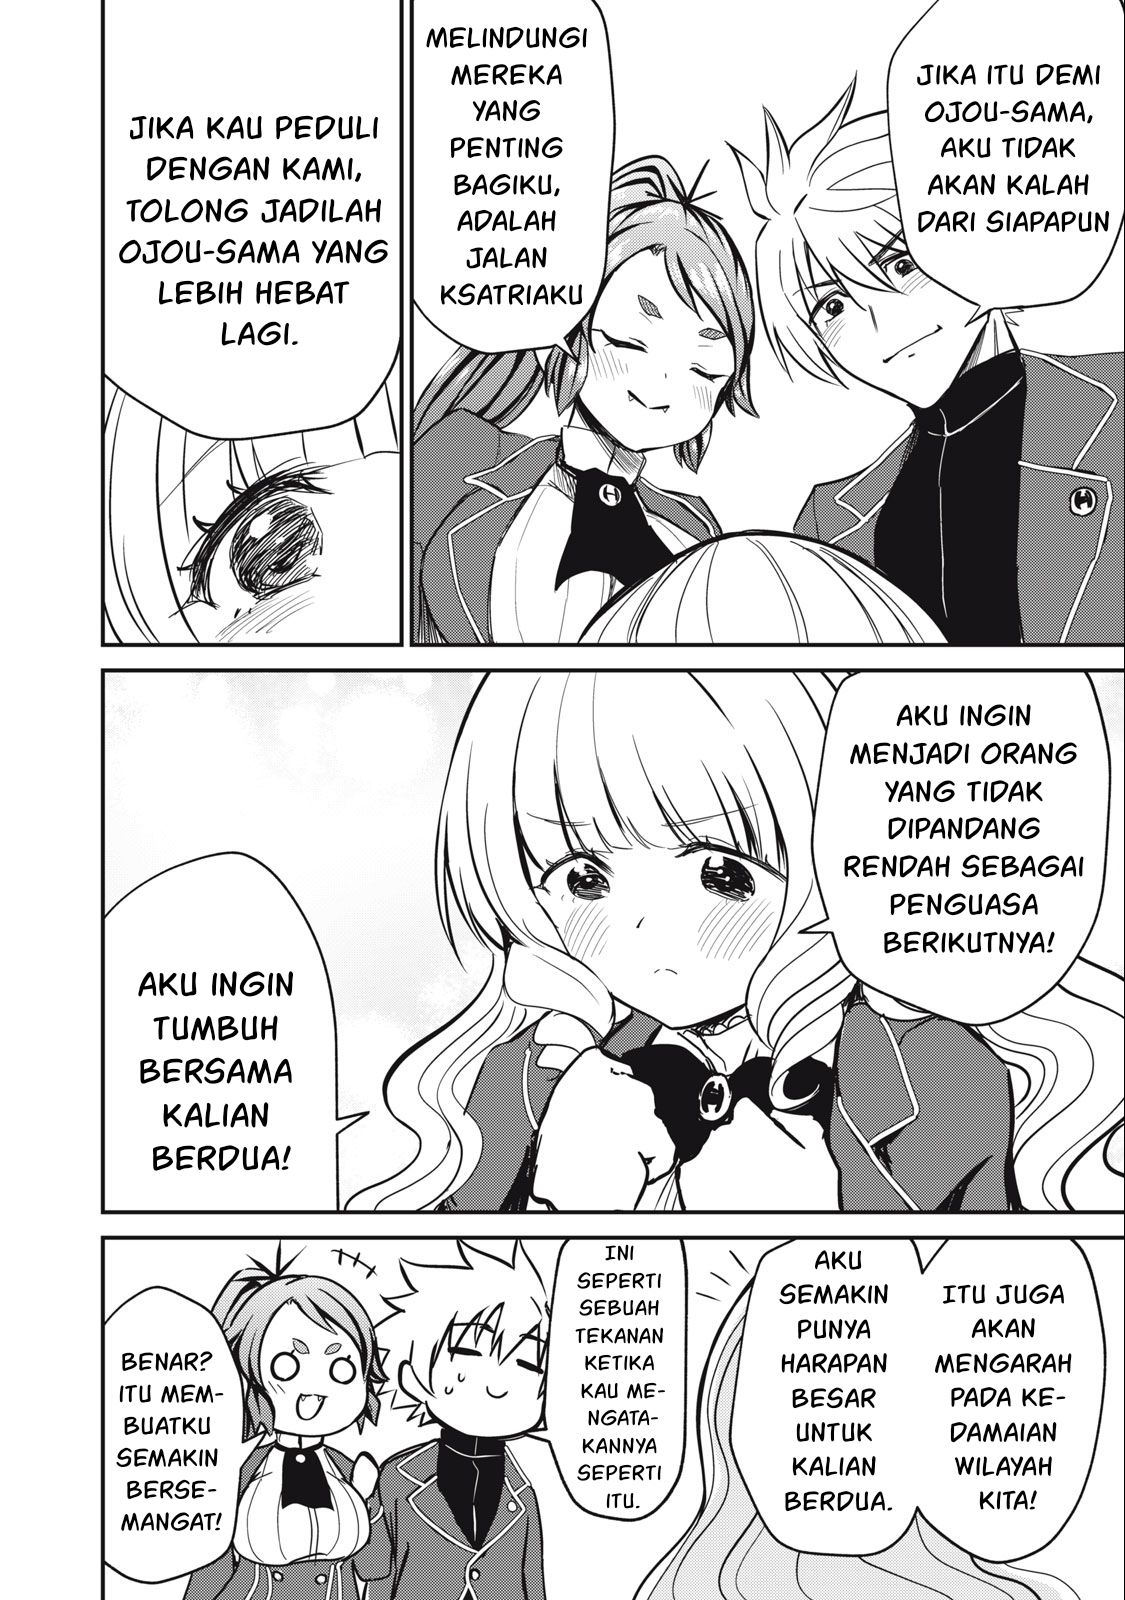 JIKA ITU DEMI
OJOU-SAMA,
AKU TIDAK
AKAN KALAH
DARI SIAPAPUN
MELINDUNGI
MEREKA
YANG
PENTING
BAGIKU,
ADALAH
JALAN
KSATRIAKU
JIKA KAU PEDULI
DENGAN KAMI,
TOLONG JADILAH
OJOU-SAMA YANG
LEBIH HEBAT
LAGI.
AKU INGIN
MENJADI ORANG
YANG TIDAK
DIPANDANG
RENDAH SEBAGAI
PENGUASA
BERIKUTNYA!
AKU INGIN
TUMBUH
BERSAMA
KALIAN
BERDUA!
ITU JUGA
AKAN
MENGARAH
PADA KE-
DAMAIAN
WILAYAH
KITA!
AKU
SEMAKIN
PUNYA
HARAPAN
BESAR
UNTUK
KALIAN
BERDUA.
INI
SEPERTI
SEBUAH
TEKANAN
KETIKA
KAU ME-
NGATA-
KANNYA
SEPERTI
ITU.
BENAR?
ITU MEM-
BUATKU
SEMAKIN
BERSE-
MANGAT!